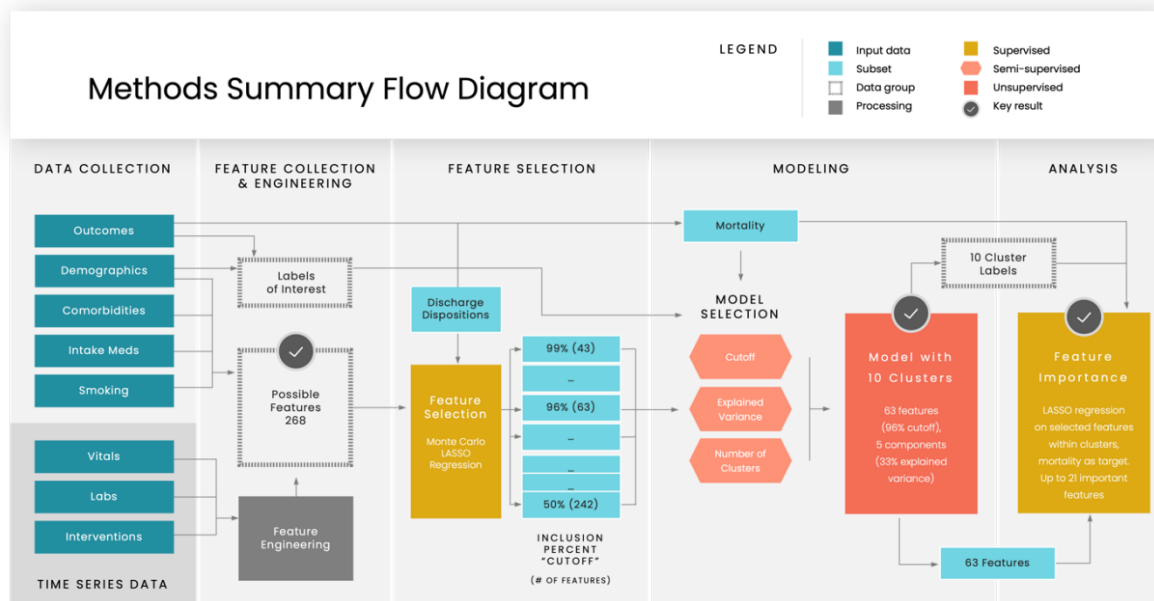 Methods Summary Flow Diagram
LEGEND
Input data
Subset
Data group
Processing
Supervised
Semi-supervised
Unsupervised
Key result
DATA COLLECTION
FEATURE COLLECTION
& ENGINEERING
FEATURE SELECTION
MODELING
ANALYSIS
Outcomes
Demographics
Comorbidities
Intake Meds
Smoking
Vitals
Labs
Interventions
TIME SERIES DATA
Labels
of Interest
Possible
Features
268
Feature
Engineering
Discharge
Dispositions
Feature
Selection
Monte Carlo
LASSO
Regression
99% (43)
_
96% (63)
_
_
_
50% (242)
INCLUSION
PERCENT
"CUTOFF"
(# OF FEATURES)
Mortality
MODEL
SELECTION
Cutoff
Explained
Variance
Number of
Clusters
Model with
10 Clusters
63 features
(96% cutoff),
5 components
(33% explained
variance)
10 Cluster
Labels
63 Features
Feature
Importance
LASSO regression
on selected features
within clusters,
mortality as target.
Up to 21 important
features